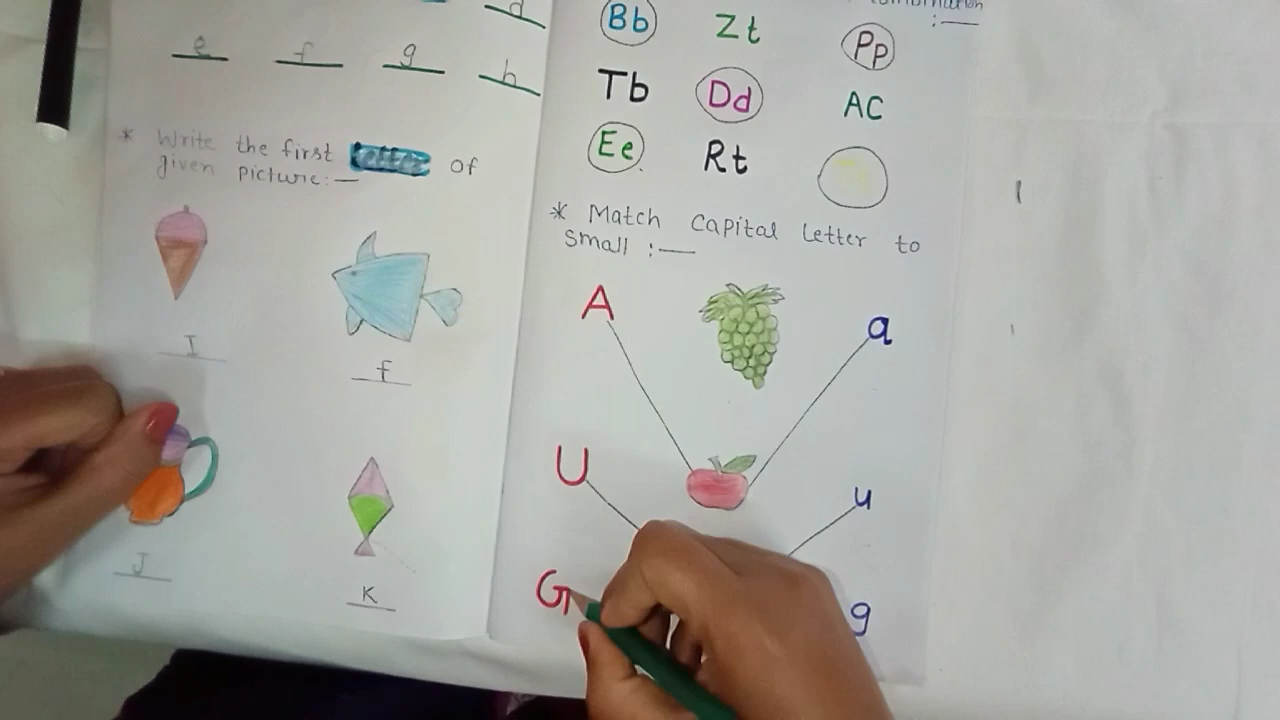 d
e f g h
* Write the first letter of
given picture:—
I f
J K
:—
Bb Zt Pp
Tb Dd AC
Ee Rt
* Match capital letter to
small :—
A a
U u
G g